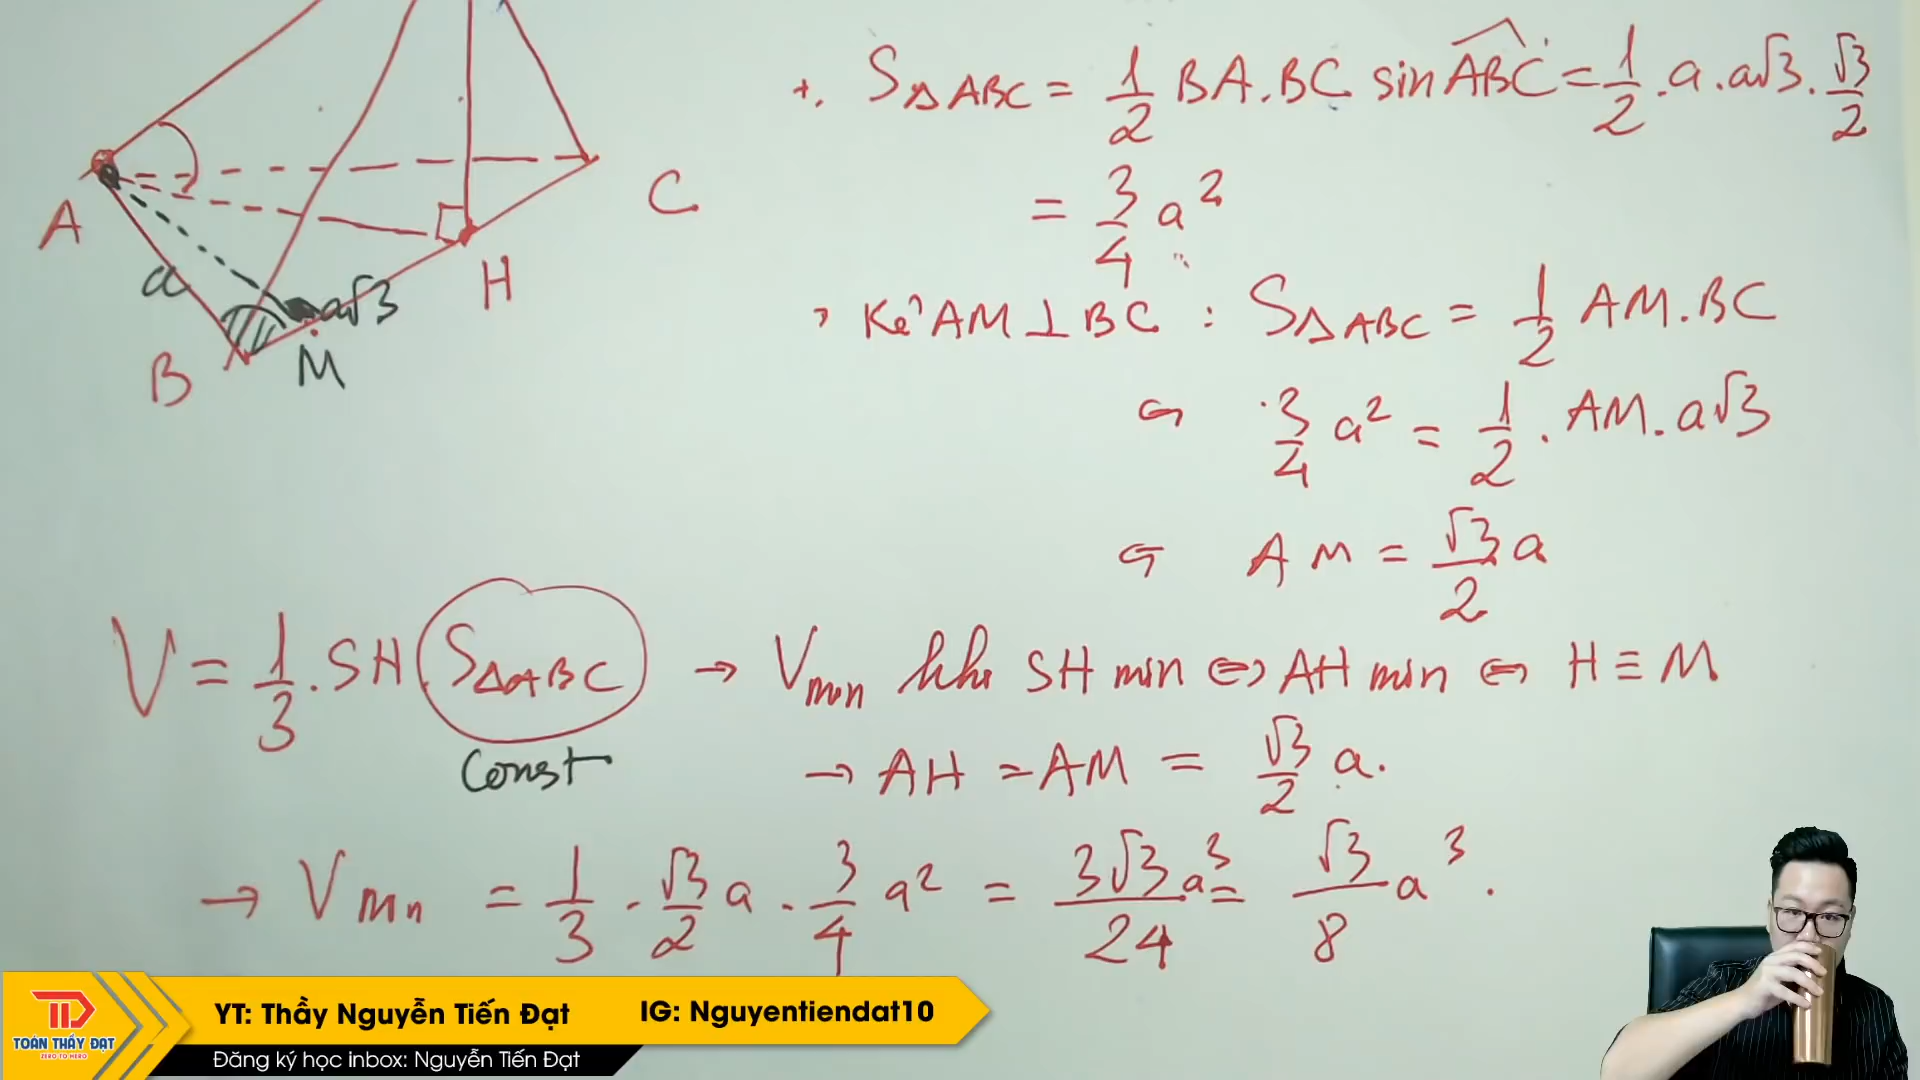 +. S△ABC = 1/2 BA.BC sin ABC = 1/2 . a . a√3 . √3/2
= 3/4 a²
Kẻ AM ⊥ BC : S△ABC = 1/2 AM.BC
3/4 a² = 1/2 . AM . a√3
AM = √3/2 a
A
C
H
a
a√3
B
M
V = 1/3 . SH . S△ABC → Vmin khi SH min ⇔ AH min ⇔ H ≡ M
Const
→ AH = AM = √3/2 a.
→ Vmin = 1/3 . √3/2 a . 3/4 a² = 3√3/24 a³ = √3/8 a³.
TOÁN THẦY ĐẠT
ZERO TO HERO
YT: Thầy Nguyễn Tiến Đạt
IG: Nguyentiendat10
Đăng ký học inbox: Nguyễn Tiến Đạt